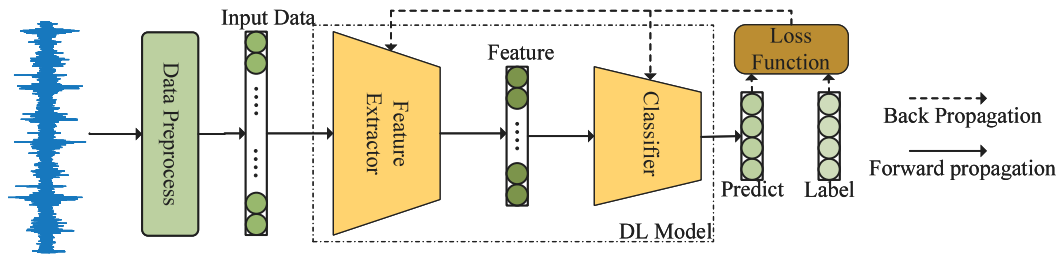 Input Data
Data Preprocess
Feature
Extractor
Feature
Classifier
DL Model
Loss
Function
Predict
Label
Back Propagation
Forward propagation